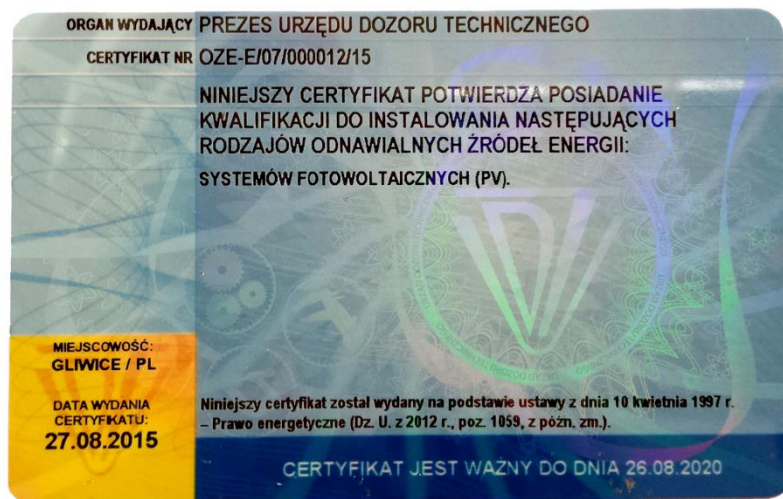 ORGAN WYDAJĄCY PREZES URZĘDU DOZORU TECHNICZNEGO
CERTYFIKAT NR OZE-E/07/000012/15
NINIEJSZY CERTYFIKAT POTWIERDZA POSIADANIE
KWALIFIKACJI DO INSTALOWANIA NASTĘPUJĄCYCH
RODZAJÓW ODNAWIALNYCH ŹRÓDEŁ ENERGII:
SYSTEMÓW FOTOWOLTAICZNYCH (PV).
MIEJSCOWOŚĆ:
GLIWICE / PL
DATA WYDANIA
CERTYFIKATU:
27.08.2015
Niniejszy certyfikat został wydany na podstawie ustawy z dnia 10 kwietnia 1997 r.
– Prawo energetyczne (Dz. U. z 2012 r., poz. 1059, z późn. zm.).
CERTYFIKAT JEST WAŻNY DO DNIA 26.08.2020